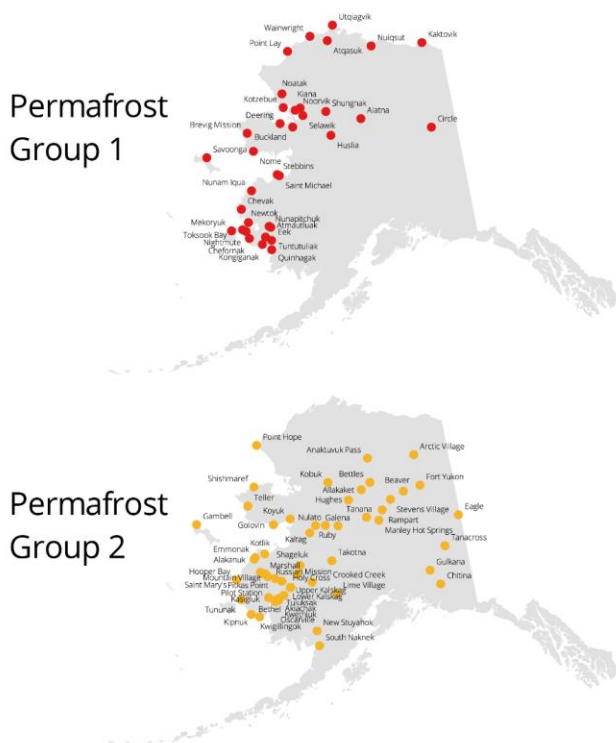 Utqiagvik
Wainwright
Nuiqsut
Kaktovik
Point Lay
Atqasuk
Permafrost
Group 1
Noatak
Kiana
Kotzebue
Noorvik
Shungnak
Alatna
Deering
Brevig Mission
Selawik
Circle
Buckland
Huslia
Savoonga
Nome
Stebbins
Nunam Iqua
Saint Michael
Chevak
Newtok
Mekoryuk
Nunapitchuk
Atmautluak
Toksook Bay
Eek
Nightmute
Tuntutuliak
Chefornak
Kongiganak
Quinhagak
Permafrost
Group 2
Point Hope
Anaktuvuk Pass
Arctic Village
Kobuk
Bettles
Beaver
Fort Yukon
Shishmaref
Allakaket
Teller
Hughes
Stevens Village
Eagle
Koyuk
Tanana
Gambell
Nulato
Galena
Rampart
Golovin
Manley Hot Springs
Kaltag
Ruby
Tanacross
Emmonak
Kotlik
Alakanuk
Shageluk
Takotna
Gulkana
Hooper Bay
Marshall
Russian Mission
Crooked Creek
Mountain Village
Holy Cross
Chitina
Saint Mary's
Pitkas Point
Lime Village
Pilot Station
Upper Kalskag
Kasigluk
Lower Kalskag
Tuluksak
Tununak
Bethel
Akiachak
Kwethluk
Kipnuk
Oscarville
New Stuyahok
Kwigillingok
South Naknek